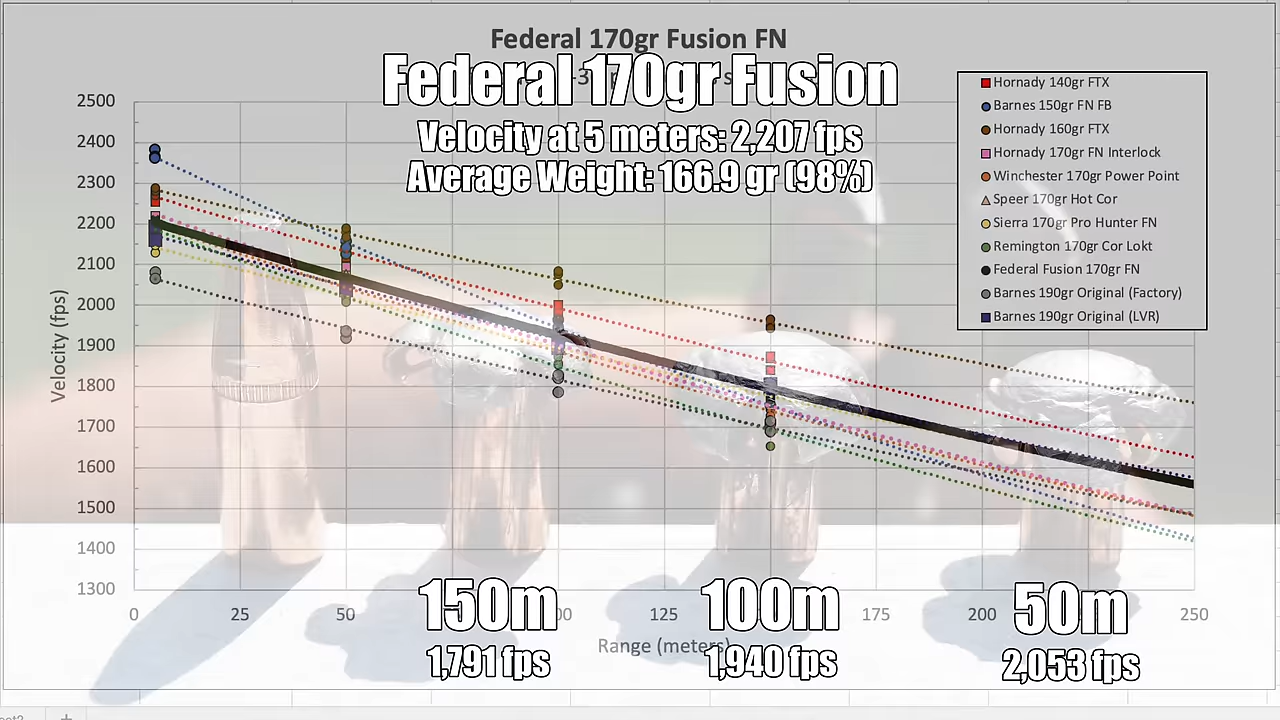 Federal 170gr Fusion FN
Federal 170gr Fusion
Velocity at 5 meters: 2,207 fps
Average Weight: 166.9 gr (98%)
Hornady 140gr FTX
Barnes 150gr FN FB
Hornady 160gr FTX
Hornady 170gr FN Interlock
Winchester 170gr Power Point
Speer 170gr Hot Cor
Sierra 170gr Pro Hunter FN
Remington 170gr Cor Lokt
Federal Fusion 170gr FN
Barnes 190gr Original (Factory)
Barnes 190gr Original (LVR)
Velocity (fps)
2500
2400
2300
2200
2100
2000
1900
1800
1700
1600
1500
1400
1300
0 25 50 125 175 200 250
Range (meters)
150m 100m 50m
1,791 fps 1,940 fps 2,053 fps